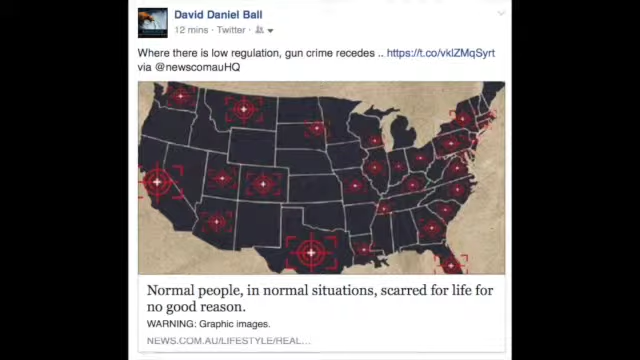 David Daniel Ball
12 mins · Twitter ·
Where there is low regulation, gun crime recedes .. https://t.co/vklZMqSyrt
via @newscomauHQ
Normal people, in normal situations, scarred for life for
no good reason.
WARNING: Graphic images.
NEWS.COM.AU/LIFESTYLE/REAL...